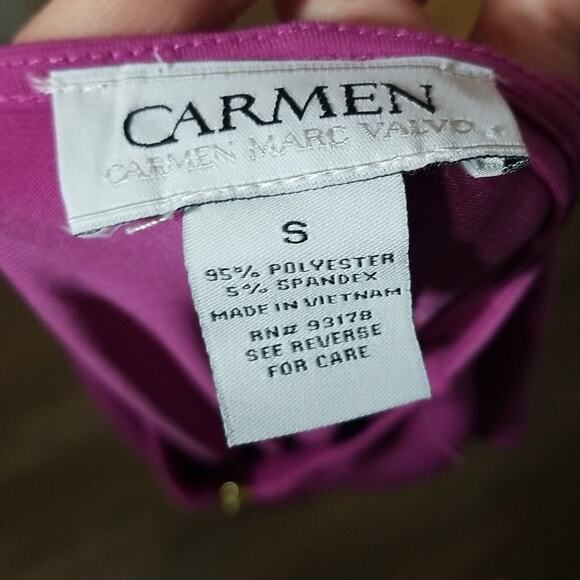 CARMEN
CARMEN MARC VALVO
S
95% POLYESTER
5% SPANDEX
MADE IN VIETNAM
RN# 93178
SEE REVERSE
FOR CARE